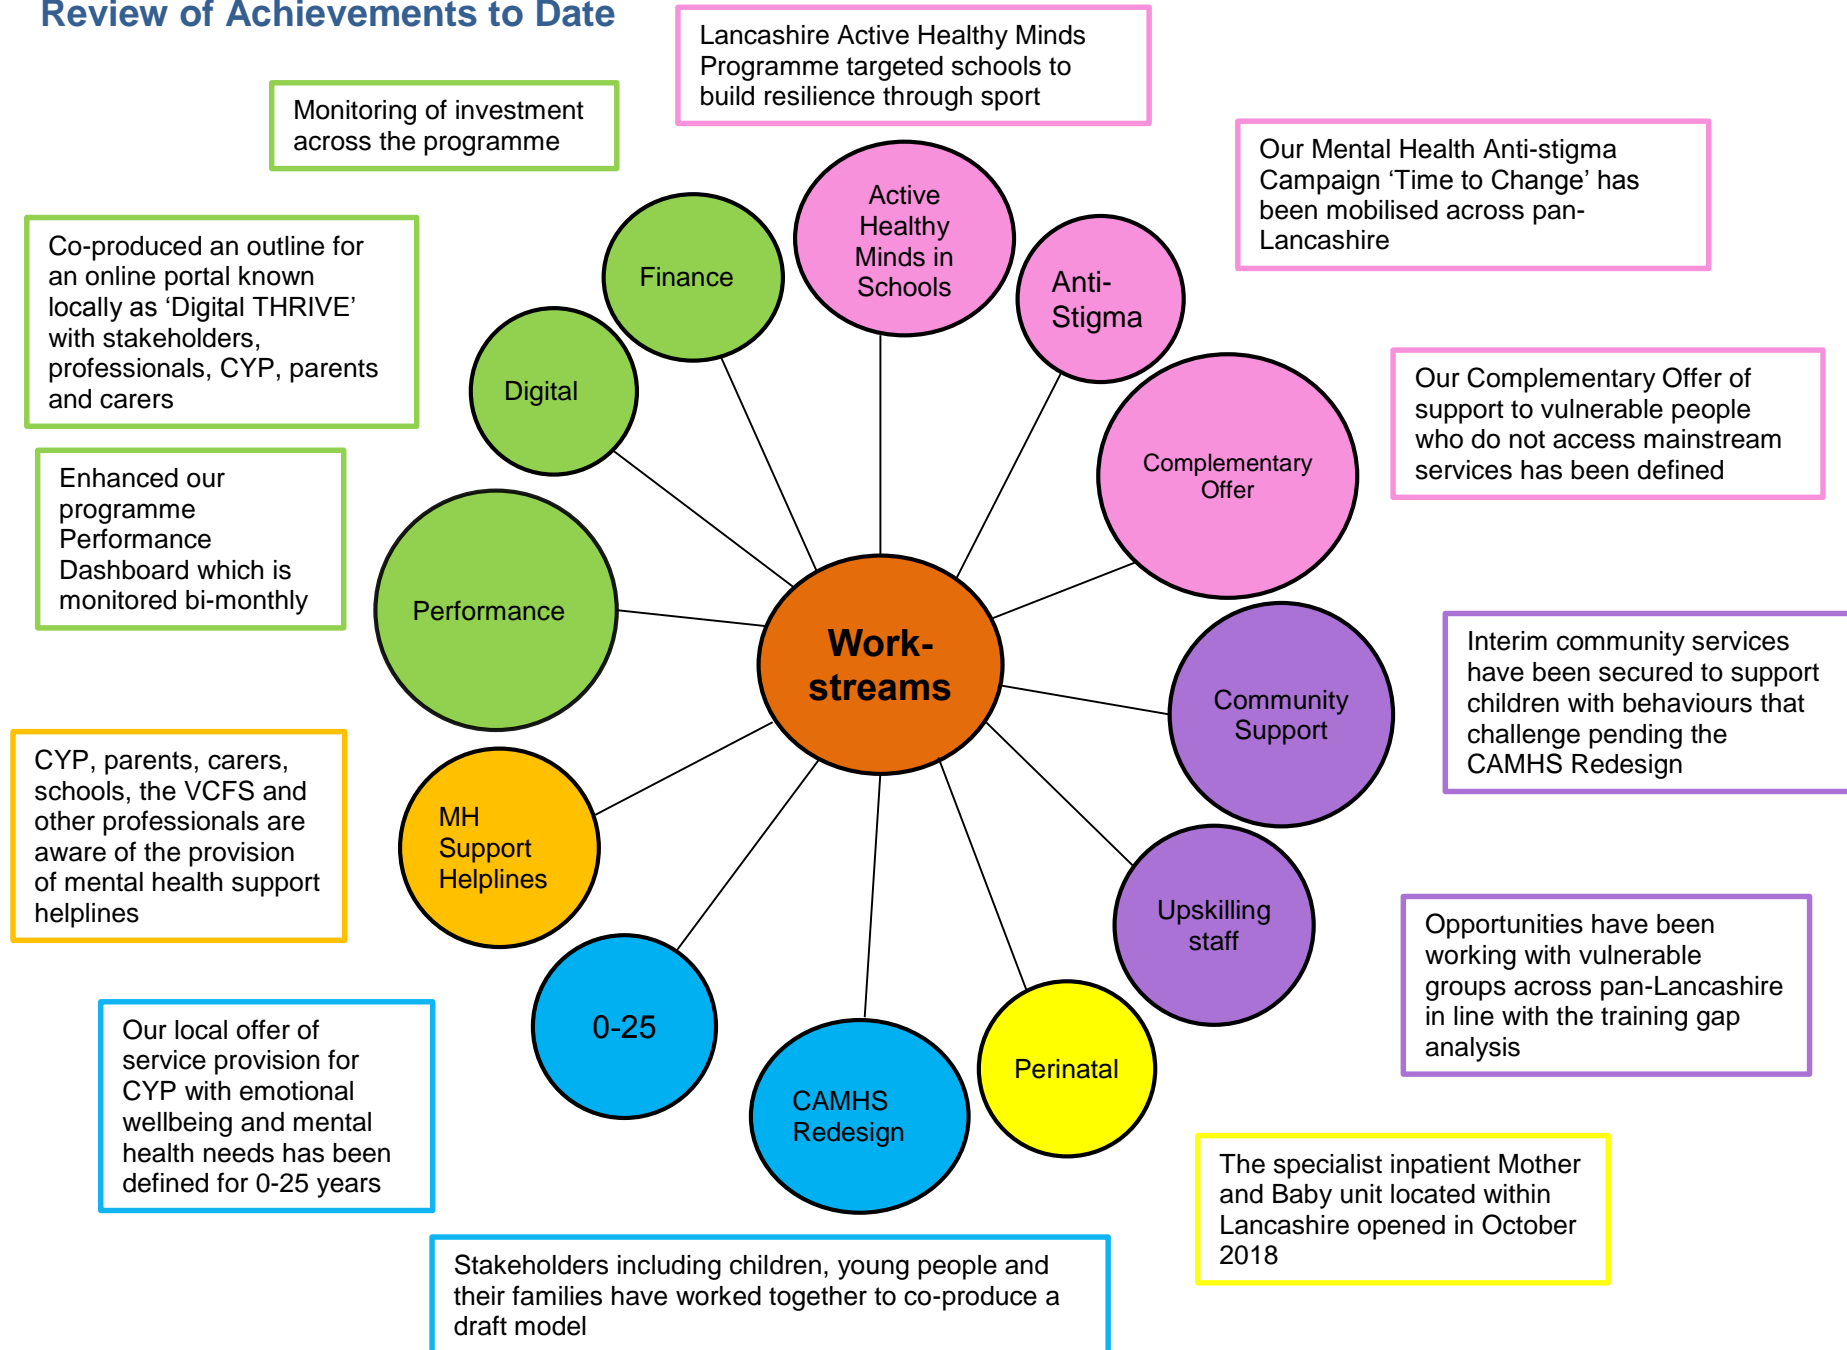 Review of Achievements to Date
Lancashire Active Healthy Minds
Programme targeted schools to
build resilience through sport
Monitoring of investment
across the programme
Our Mental Health Anti-stigma
Campaign ‘Time to Change’ has
been mobilised across pan-
Lancashire
Co-produced an outline for
an online portal known
locally as ‘Digital THRIVE’
with stakeholders,
professionals, CYP, parents
and carers
Our Complementary Offer of
support to vulnerable people
who do not access mainstream
services has been defined
Enhanced our
programme
Performance
Dashboard which is
monitored bi-monthly
Interim community services
have been secured to support
children with behaviours that
challenge pending the
CAMHS Redesign
CYP, parents, carers,
schools, the VCFS and
other professionals are
aware of the provision
of mental health support
helplines
Opportunities have been
working with vulnerable
groups across pan-Lancashire
in line with the training gap
analysis
Our local offer of
service provision for
CYP with emotional
wellbeing and mental
health needs has been
defined for 0-25 years
The specialist inpatient Mother
and Baby unit located within
Lancashire opened in October
2018
Stakeholders including children, young people and
their families have worked together to co-produce a
draft model
Work-
streams
Active
Healthy
Minds in
Schools
Anti-
Stigma
Complementary
Offer
Community
Support
Upskilling
staff
Perinatal
CAMHS
Redesign
0-25
MH
Support
Helplines
Performance
Digital
Finance